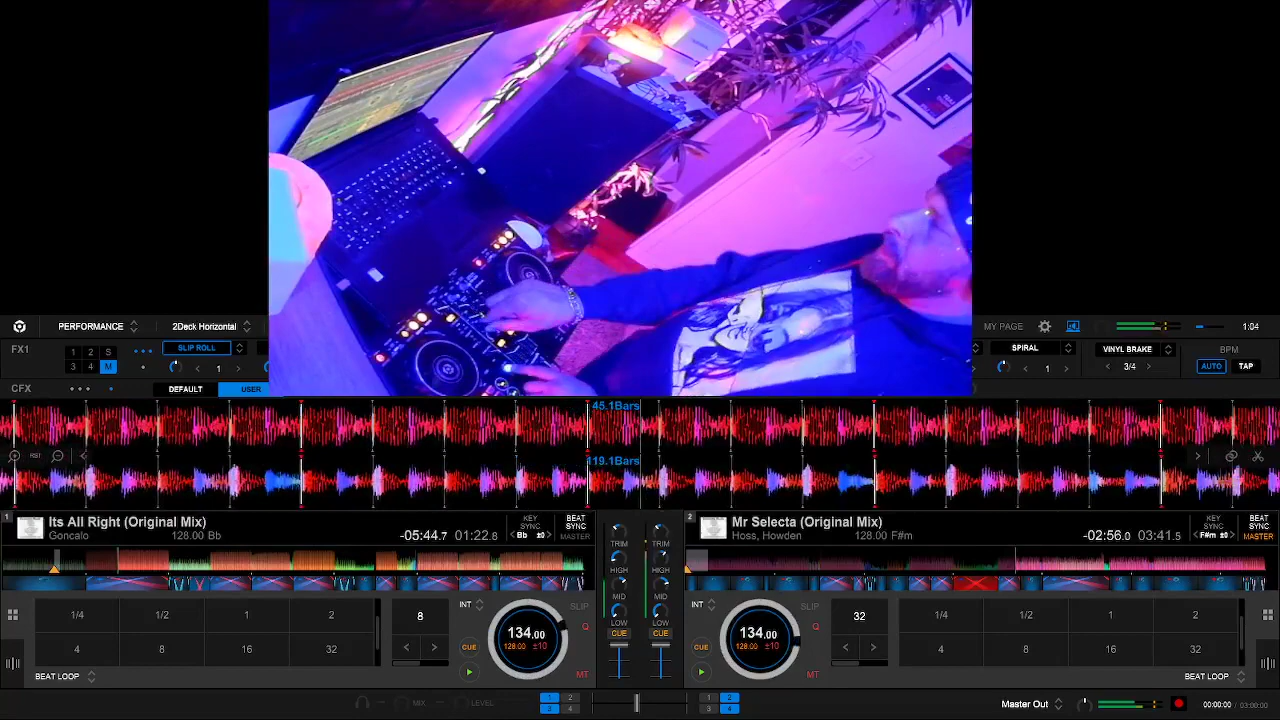 PERFORMANCE
2Deck Horizontal
MY PAGE
1:04
FX1
1 2 S
3 4 M
SLIP ROLL
1
SPIRAL
1
VINYL BRAKE
3/4
BPM
AUTO
TAP
CFX
DEFAULT
USER
45.1Bars
RST
119.1Bars
1
Its All Right (Original Mix)
Goncalo
128.00 Bb
-05:44.7 01:22.8
KEY SYNC
< Bb ±0 >
BEAT SYNC
MASTER
TRIM
HIGH
MID
LOW
CUE
TRIM
HIGH
MID
LOW
CUE
2
Mr Selecta (Original Mix)
Hoss, Howden
128.00 F#m
-02:56.0 03:41.5
KEY SYNC
< F#m ±0 >
BEAT SYNC
MASTER
1/4 1/2 1 2
4 8 16 32
8
BEAT LOOP
INT
SLIP
Q
MT
CUE
134.00
128.00 ±10
INT
SLIP
Q
MT
CUE
134.00
128.00 ±10
32
1/4 1/2 1 2
4 8 16 32
BEAT LOOP
MIX
LEVEL
1 2
3 4
1 2
3 4
Master Out
00:00:00 / 03:00:00